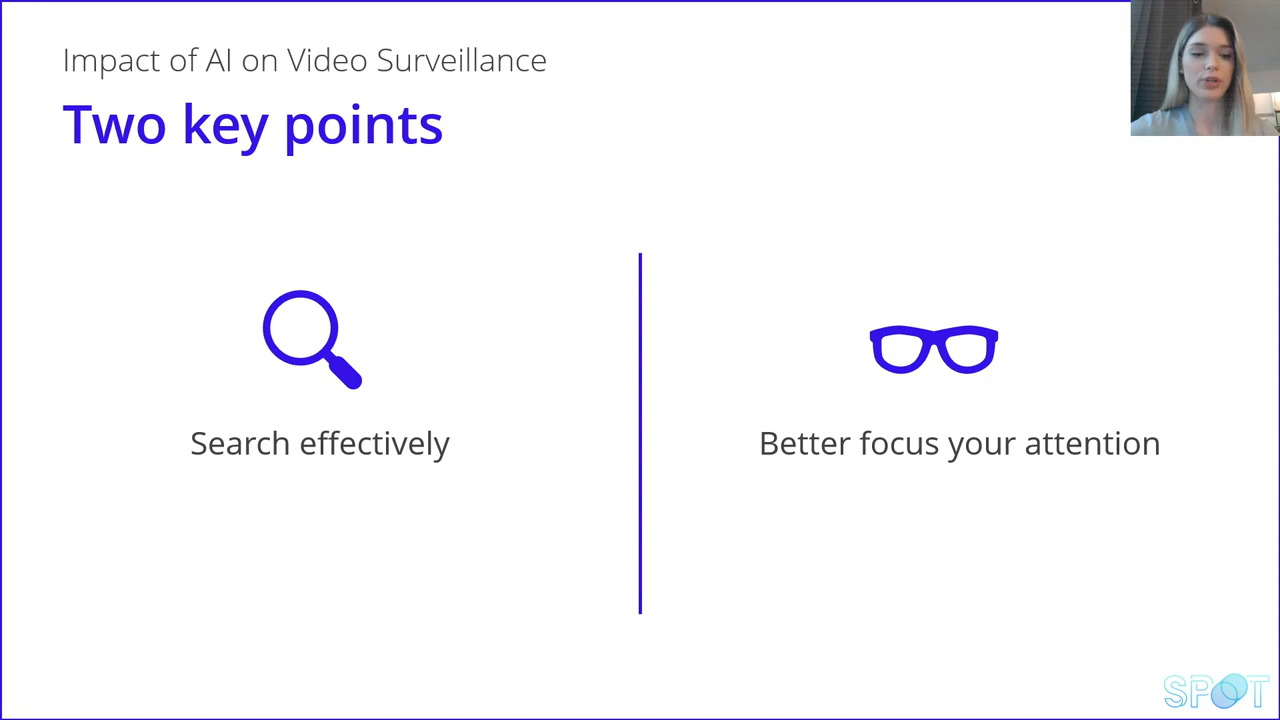 Impact of AI on Video Surveillance
Two key points
Search effectively
Better focus your attention
SPOT